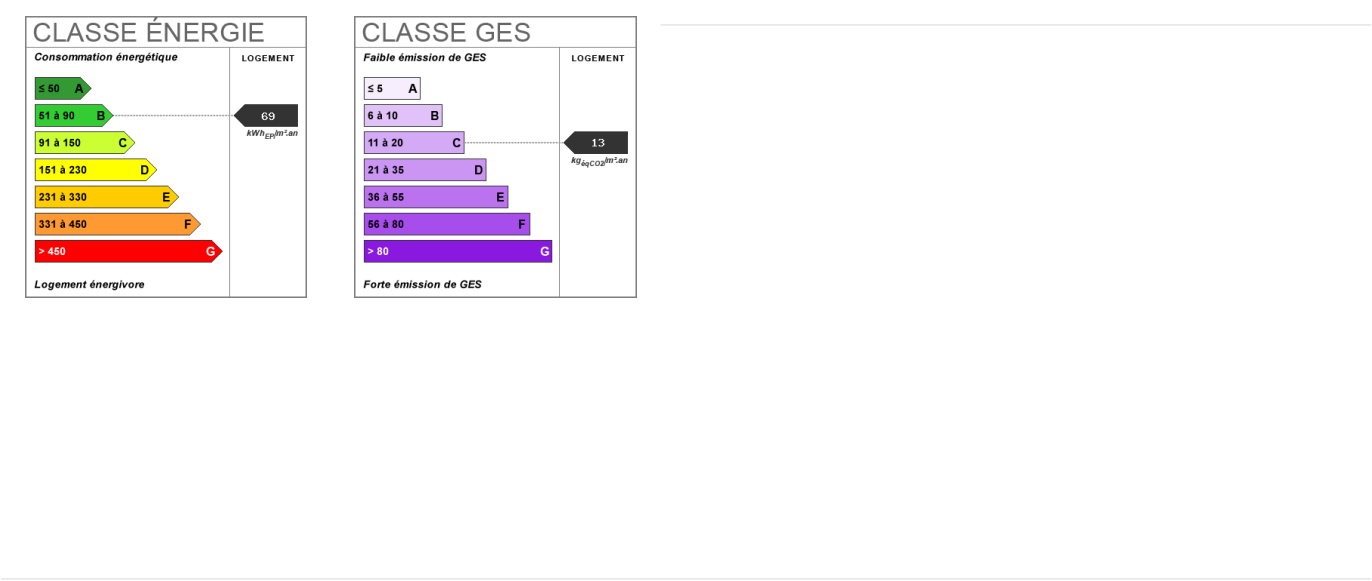 CLASSE ÉNERGIE
Consommation énergétique
LOGEMENT
≤ 50 A
51 à 90 B
69
kWhEP/m².an
91 à 150 C
151 à 230 D
231 à 330 E
331 à 450 F
> 450 G
Logement énergivore
CLASSE GES
Faible émission de GES
LOGEMENT
≤ 5 A
6 à 10 B
11 à 20 C
13
kgéqCO2/m².an
21 à 35 D
36 à 55 E
56 à 80 F
> 80 G
Forte émission de GES